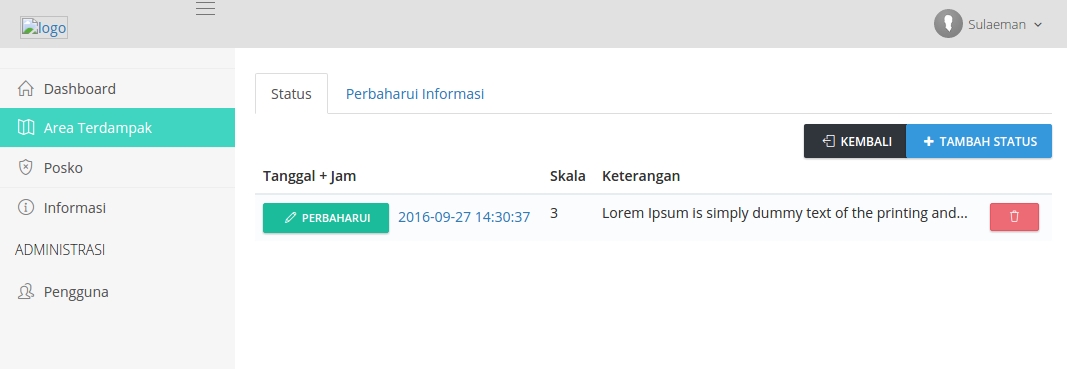 logo
Sulaeman
Dashboard
Area Terdampak
Posko
Informasi
ADMINISTRASI
Pengguna
Status Perbaharui Informasi
KEMBALI TAMBAH STATUS
Tanggal + Jam Skala Keterangan
PERBAHARUI 2016-09-27 14:30:37 3 Lorem Ipsum is simply dummy text of the printing and...